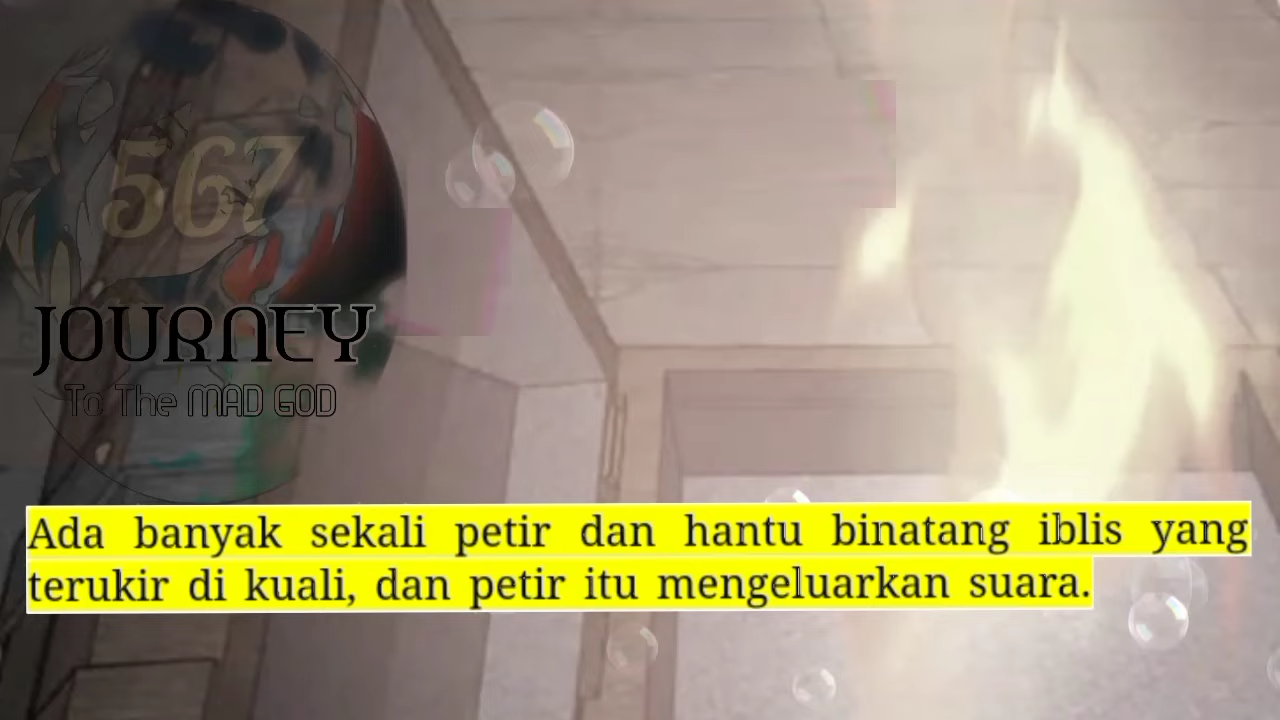 567
JOURNEY
To The MAD GOD
Ada banyak sekali petir dan hantu binatang iblis yang
terukir di kuali, dan petir itu mengeluarkan suara.